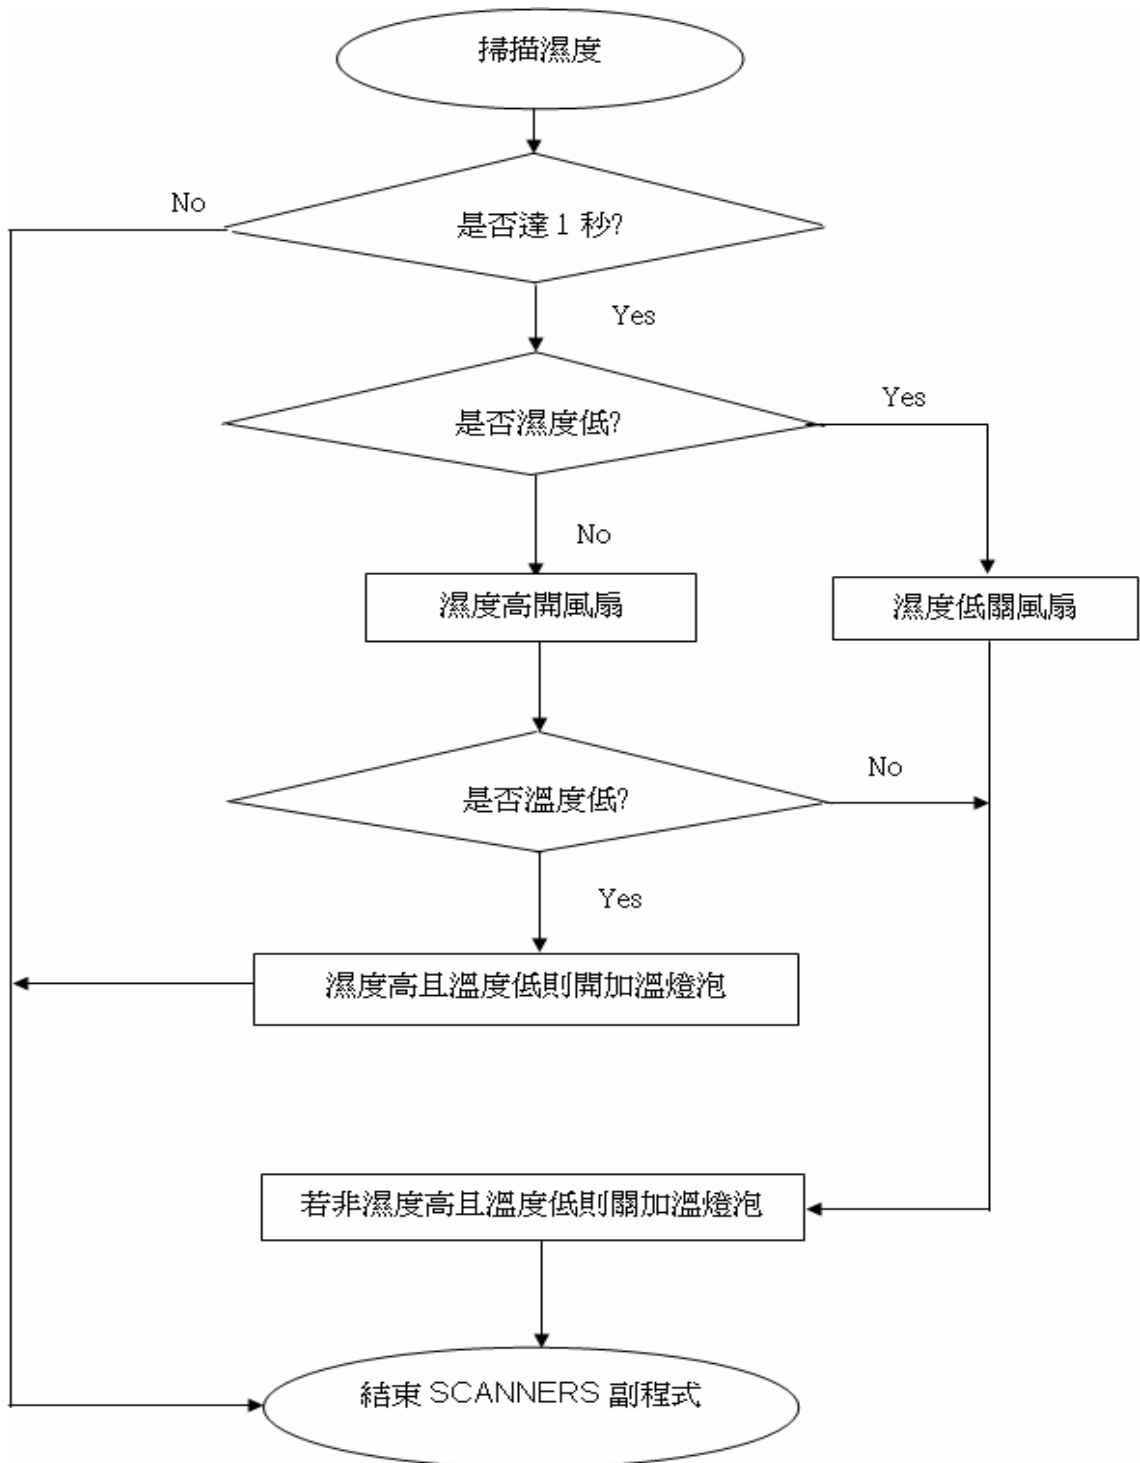 掃描濕度
No
是否達 1 秒?
Yes
是否濕度低?
Yes
No
濕度高開風扇
濕度低關風扇
是否溫度低?
No
Yes
濕度高且溫度低則開加溫燈泡
若非濕度高且溫度低則關加溫燈泡
結束 SCANNERS 副程式